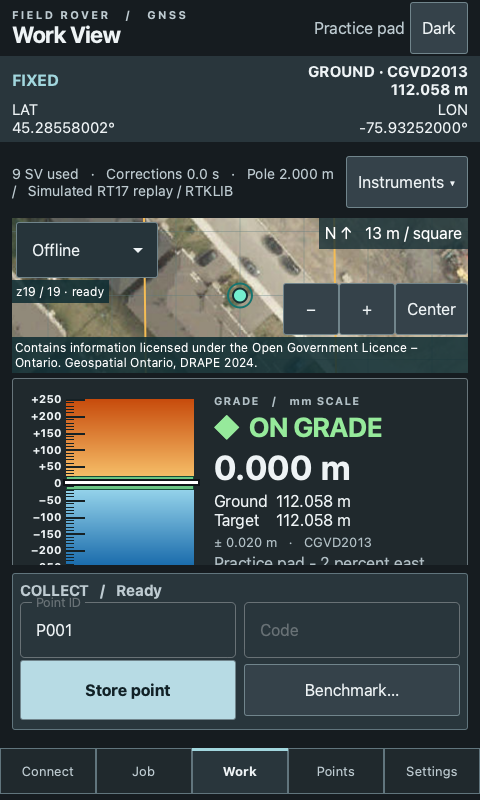 FIELD ROVER / GNSS
Work View
Practice pad
Dark
FIXED
GROUND · CGVD2013
112.058 m
LAT
45.28558002°
LON
-75.93252000°
9 SV used · Corrections 0.0 s · Pole 2.000 m
/ Simulated RT17 replay / RTKLIB
Instruments ▾
Offline
N ↑ 13 m / square
z19 / 19 · ready
−
+
Center
Contains information licensed under the Open Government Licence –
Ontario. Geospatial Ontario, DRAPE 2024.
+250
+200
+150
+100
+50
0
−50
−100
−150
−200
GRADE / mm SCALE
ON GRADE
0.000 m
Ground 112.058 m
Target 112.058 m
± 0.020 m · CGVD2013
Practice pad - 2 percent east
COLLECT / Ready
Point ID
P001
Code
Store point
Benchmark...
Connect
Job
Work
Points
Settings